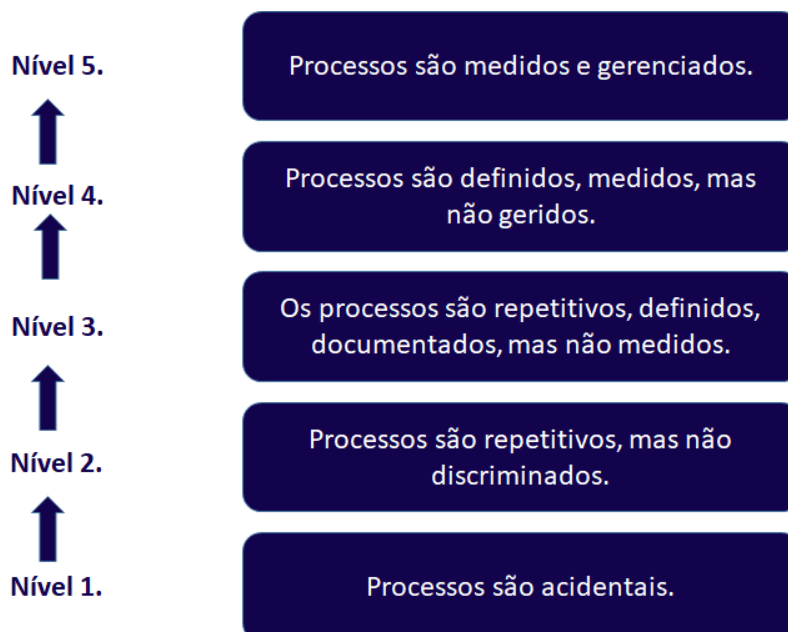 Nível 5.
Processos são medidos e gerenciados.
Nível 4.
Processos são definidos, medidos, mas
não geridos.
Nível 3.
Os processos são repetitivos, definidos,
documentados, mas não medidos.
Nível 2.
Processos são repetitivos, mas não
discriminados.
Nível 1.
Processos são acidentais.